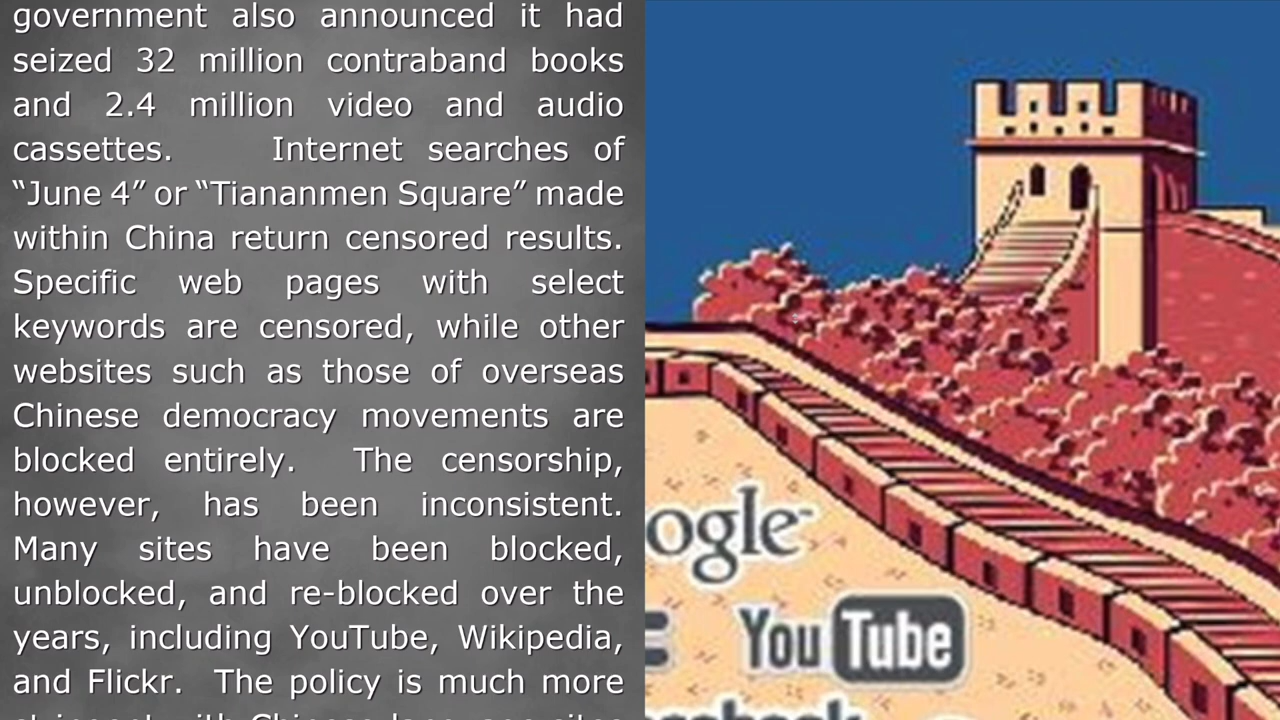 government also announced it had
seized 32 million contraband books
and 2.4 million video and audio
cassettes. Internet searches of
“June 4” or “Tiananmen Square” made
within China return censored results.
Specific web pages with select
keywords are censored, while other
websites such as those of overseas
Chinese democracy movements are
blocked entirely. The censorship,
however, has been inconsistent.
Many sites have been blocked,
unblocked, and re-blocked over the
years, including YouTube, Wikipedia,
and Flickr. The policy is much more
ogle™
YouTube